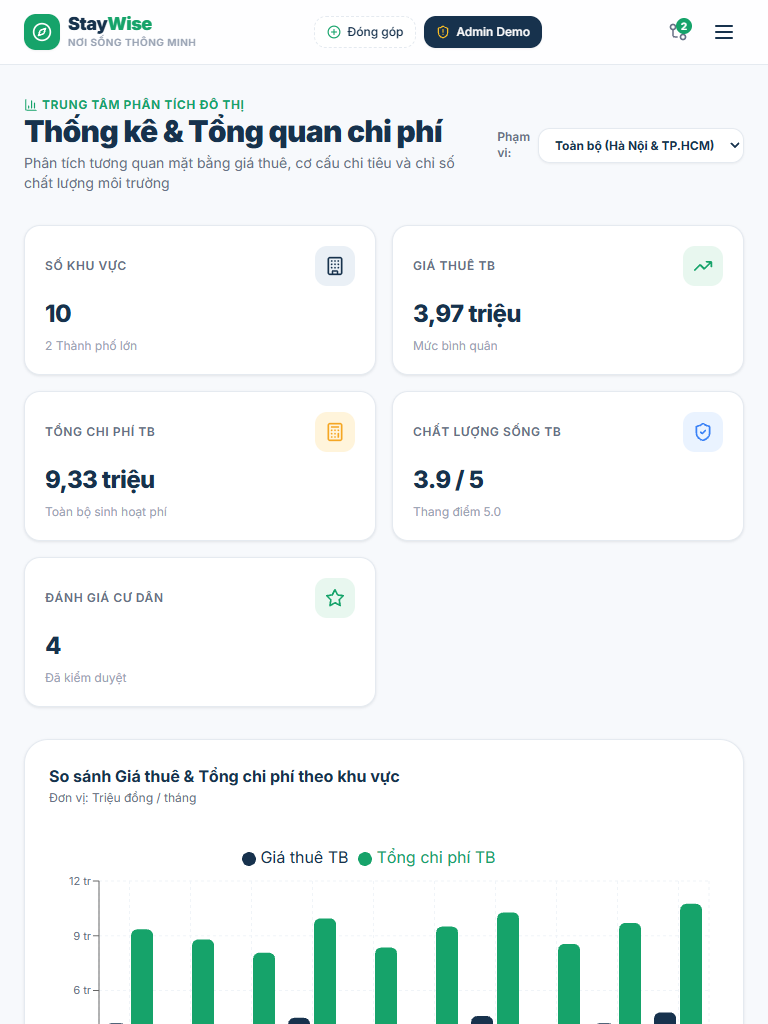 StayWise
NƠI SỐNG THÔNG MINH
Đóng góp
Admin Demo
2
TRUNG TÂM PHÂN TÍCH ĐÔ THỊ
Thống kê & Tổng quan chi phí
Phân tích tương quan mặt bằng giá thuê, cơ cấu chi tiêu và chỉ số
chất lượng môi trường
Phạm
vi:
Toàn bộ (Hà Nội & TP.HCM)
SỐ KHU VỰC
10
2 Thành phố lớn
GIÁ THUÊ TB
3,97 triệu
Mức bình quân
TỔNG CHI PHÍ TB
9,33 triệu
Toàn bộ sinh hoạt phí
CHẤT LƯỢNG SỐNG TB
3.9 / 5
Thang điểm 5.0
ĐÁNH GIÁ CƯ DÂN
4
Đã kiểm duyệt
So sánh Giá thuê & Tổng chi phí theo khu vực
Đơn vị: Triệu đồng / tháng
Giá thuê TB
Tổng chi phí TB
12 tr
9 tr
6 tr